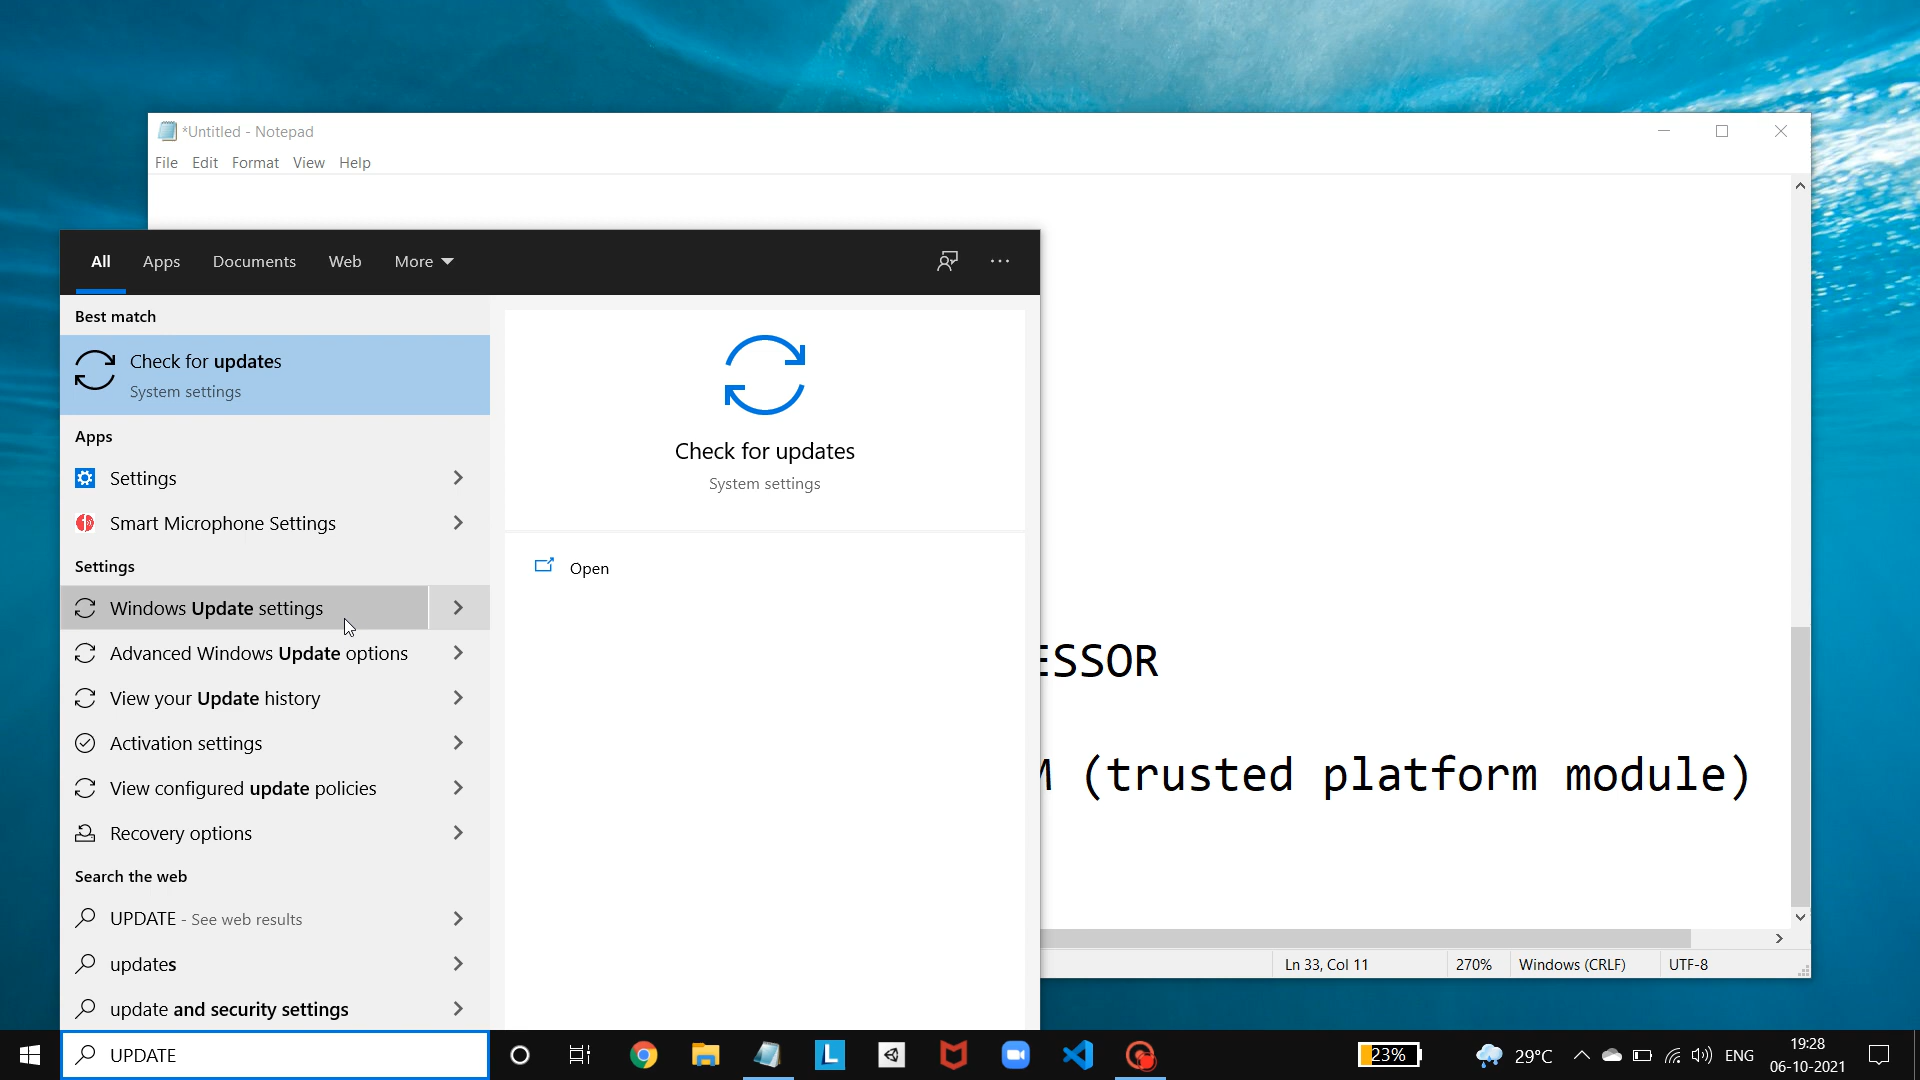 *Untitled - Notepad
File Edit Format View Help
All Apps Documents Web More
Best match
Check for updates
System settings
Apps
Settings
Smart Microphone Settings
Settings
Windows Update settings
Advanced Windows Update options
View your Update history
Activation settings
View configured update policies
Recovery options
Search the web
UPDATE - See web results
updates
update and security settings
UPDATE
Check for updates
System settings
Open
ESSOR
M (trusted platform module)
Ln 33, Col 11 270% Windows (CRLF) UTF-8
L
23%
29°C
ENG
19:28
06-10-2021